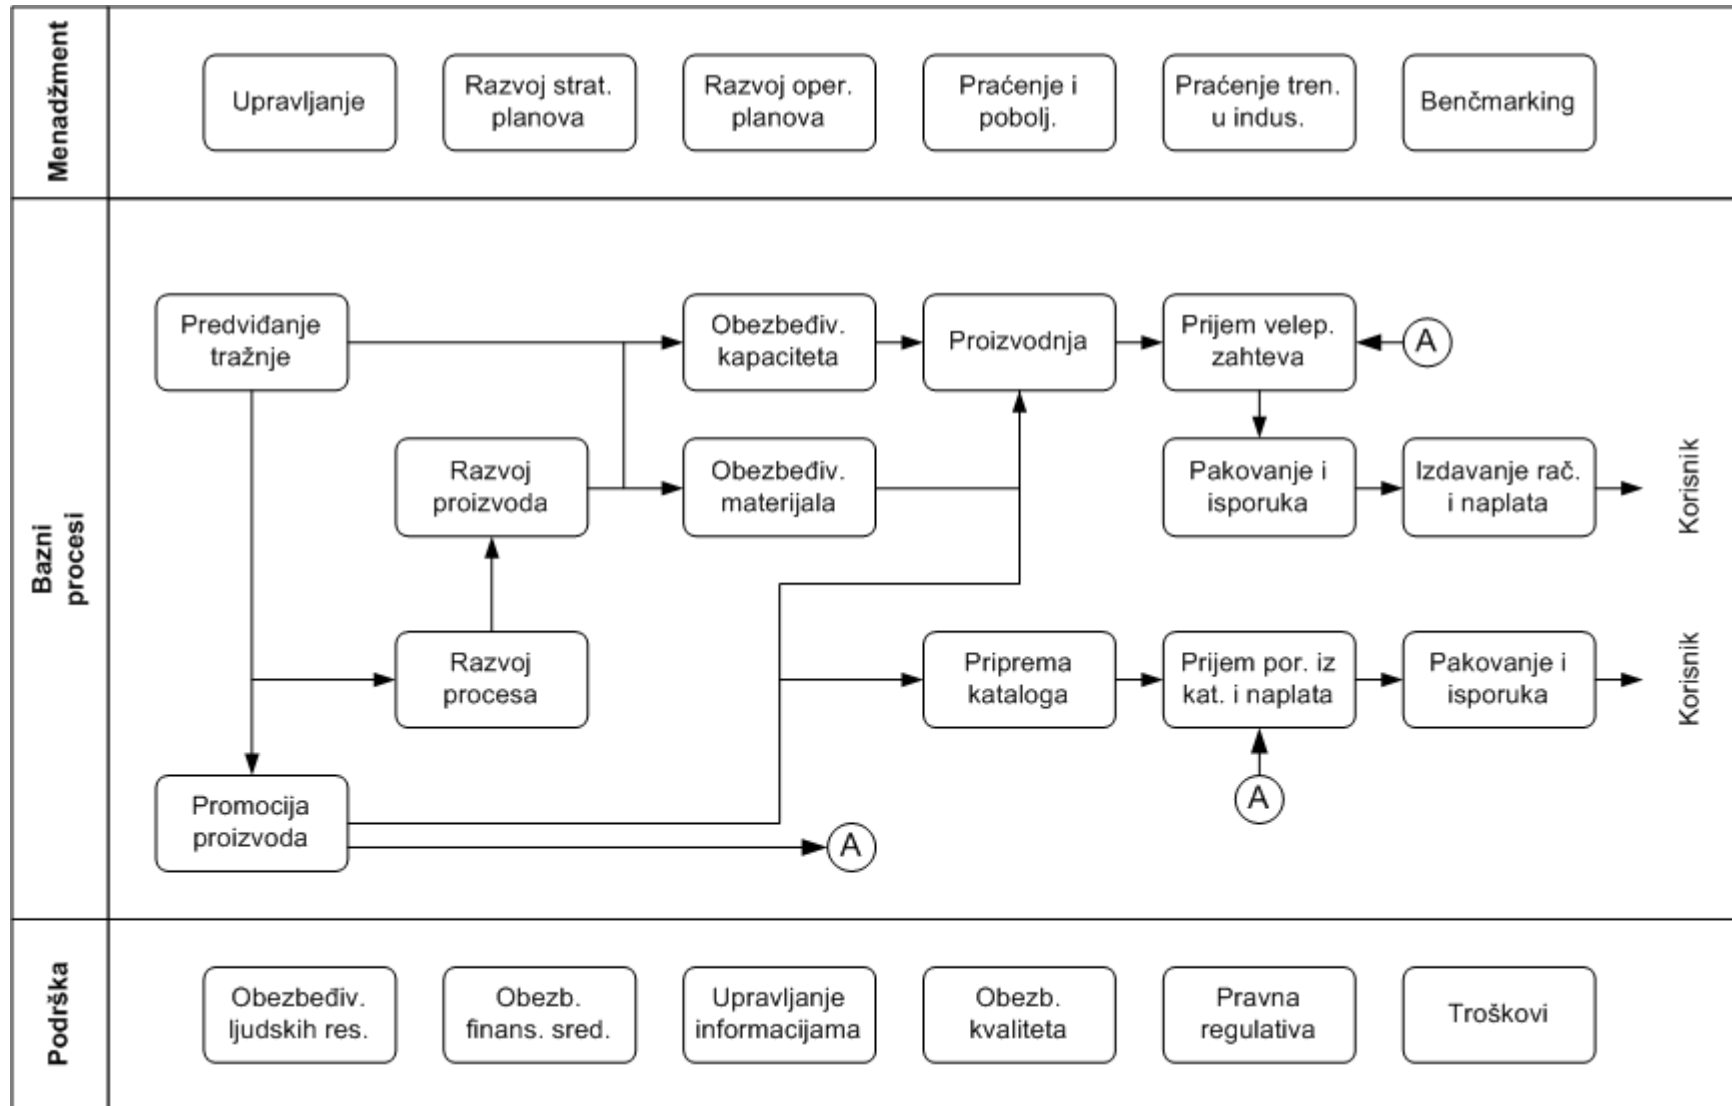 Menadžment
Upravljanje
Razvoj strat.
planova
Razvoj oper.
planova
Praćenje i
pobolj.
Praćenje tren.
u indus.
Benčmarking
Bazni
procesi
Predviđanje
tražnje
Obezbeđiv.
kapaciteta
Proizvodnja
Prijem velep.
zahteva
A
Razvoj
proizvoda
Obezbeđiv.
materijala
Pakovanje i
isporuka
Izdavanje rač.
i naplata
Korisnik
Razvoj
procesa
Priprema
kataloga
Prijem por. iz
kat. i naplata
Pakovanje i
isporuka
Korisnik
Promocija
proizvoda
A
A
Podrška
Obezbeđiv.
ljudskih res.
Obezb.
finans. sred.
Upravljanje
informacijama
Obezb.
kvaliteta
Pravna
regulativa
Troškovi